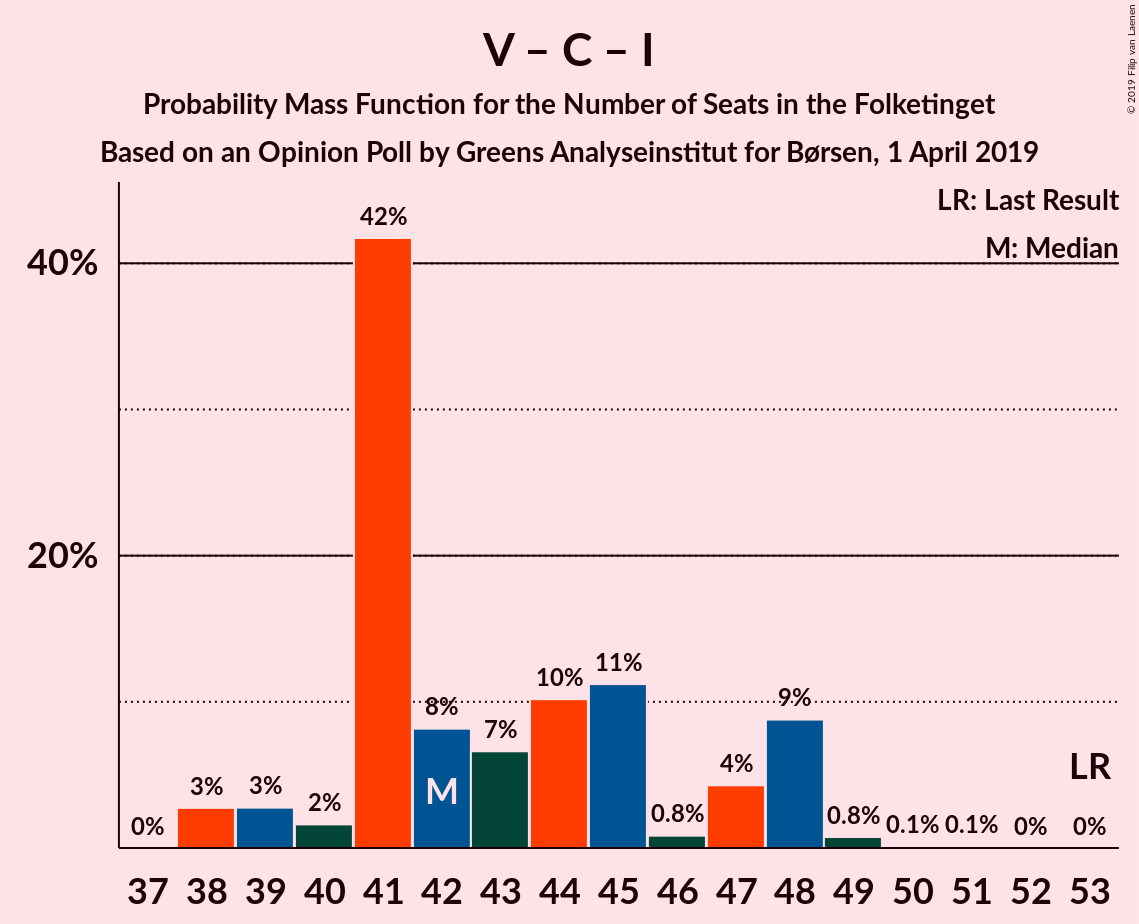 V – C – I
Probability Mass Function for the Number of Seats in the Folketinget
Based on an Opinion Poll by Greens Analyseinstitut for Børsen, 1 April 2019
© 2019 Filip van Laenen
LR: Last Result
M: Median
40%
20%
0%
3%
3%
2%
42%
8%
7%
10%
11%
0.8%
4%
9%
0.8%
0.1%
0.1%
0%
0%
M
LR
37 38 39 40 41 42 43 44 45 46 47 48 49 50 51 52 53